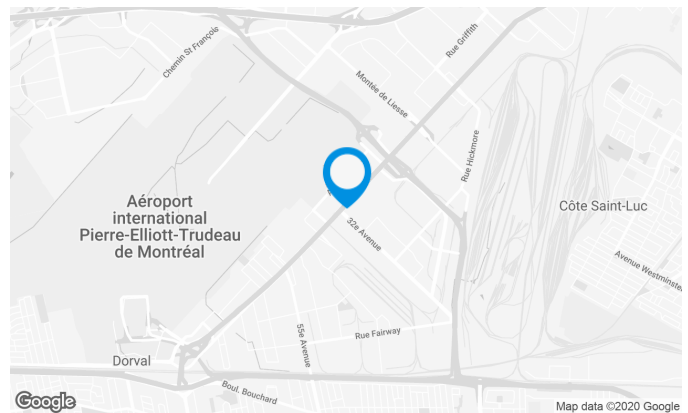 Chemin St François
Rue Griffith
Montée de Liesse
Rue Hickmore
Aéroport
international
Pierre-Elliott-Trudeau
de Montréal
Côte Saint-Luc
32e Avenue
Avenue Westminster
55e Avenue
Rue Fairway
Dorval
Boul. Bouchard
Google
Map data ©2020 Google